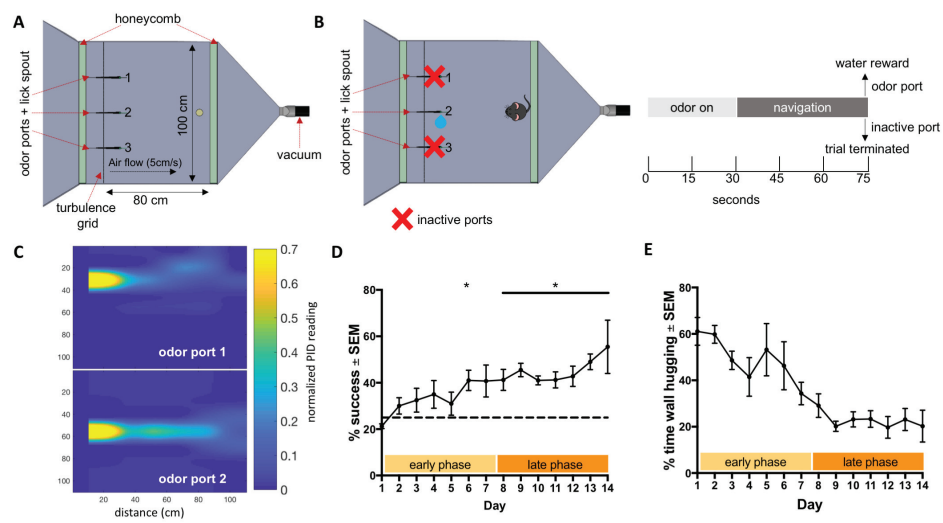 A
honeycomb
odor ports + lick spout
1
2
3
100 cm
Air flow (5cm/s)
80 cm
turbulence
grid
vacuum
B
odor ports + lick spout
1
2
3
inactive ports
water reward
odor port
odor on
navigation
inactive port
trial terminated
0 15 30 45 60 75
seconds
C
20
40
60
80
100
odor port 1
20
40
60
80
100
odor port 2
20 40 60 80 100
distance (cm)
0.7
0.6
0.5
0.4
0.3
0.2
0.1
0
normalized PID reading
D
% success ± SEM
80
60
40
20
0
*
*
early phase
late phase
1 2 3 4 5 6 7 8 9 10 11 12 13 14
Day
E
% time wall hugging ± SEM
80
60
40
20
0
early phase
late phase
1 2 3 4 5 6 7 8 9 10 11 12 13 14
Day